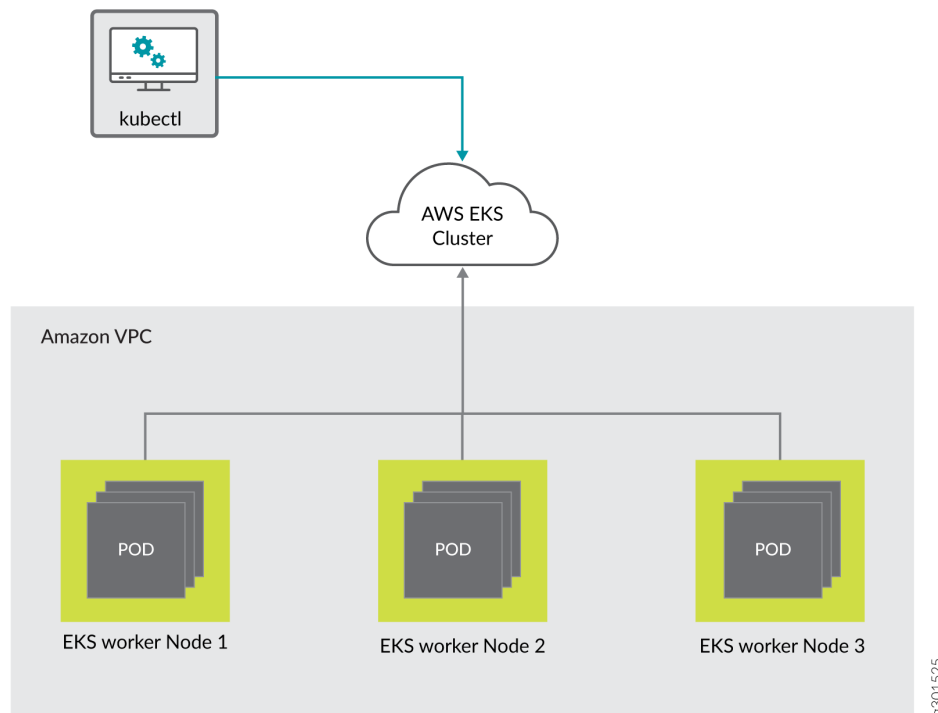 kubectl
AWS EKS
Cluster
Amazon VPC
POD
POD
POD
EKS worker Node 1
EKS worker Node 2
EKS worker Node 3